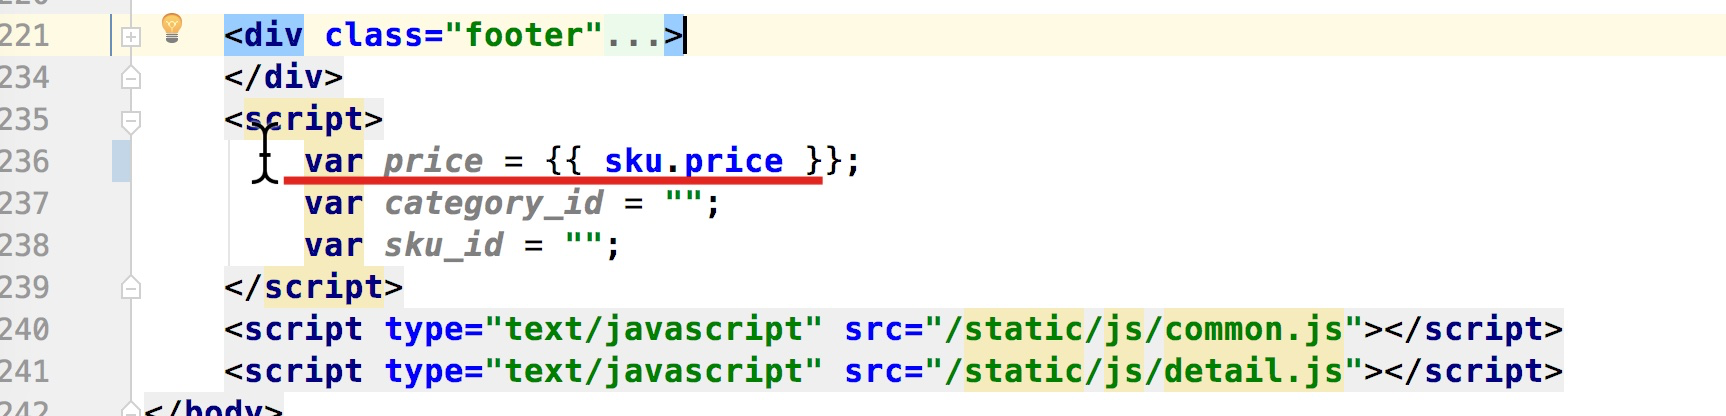 221 <div class="footer"...>
234 </div>
235 <script>
236 var price = {{ sku.price }};
237 var category_id = "";
238 var sku_id = "";
239 </script>
240 <script type="text/javascript" src="/static/js/common.js"></script>
241 <script type="text/javascript" src="/static/js/detail.js"></script>
242 </body>